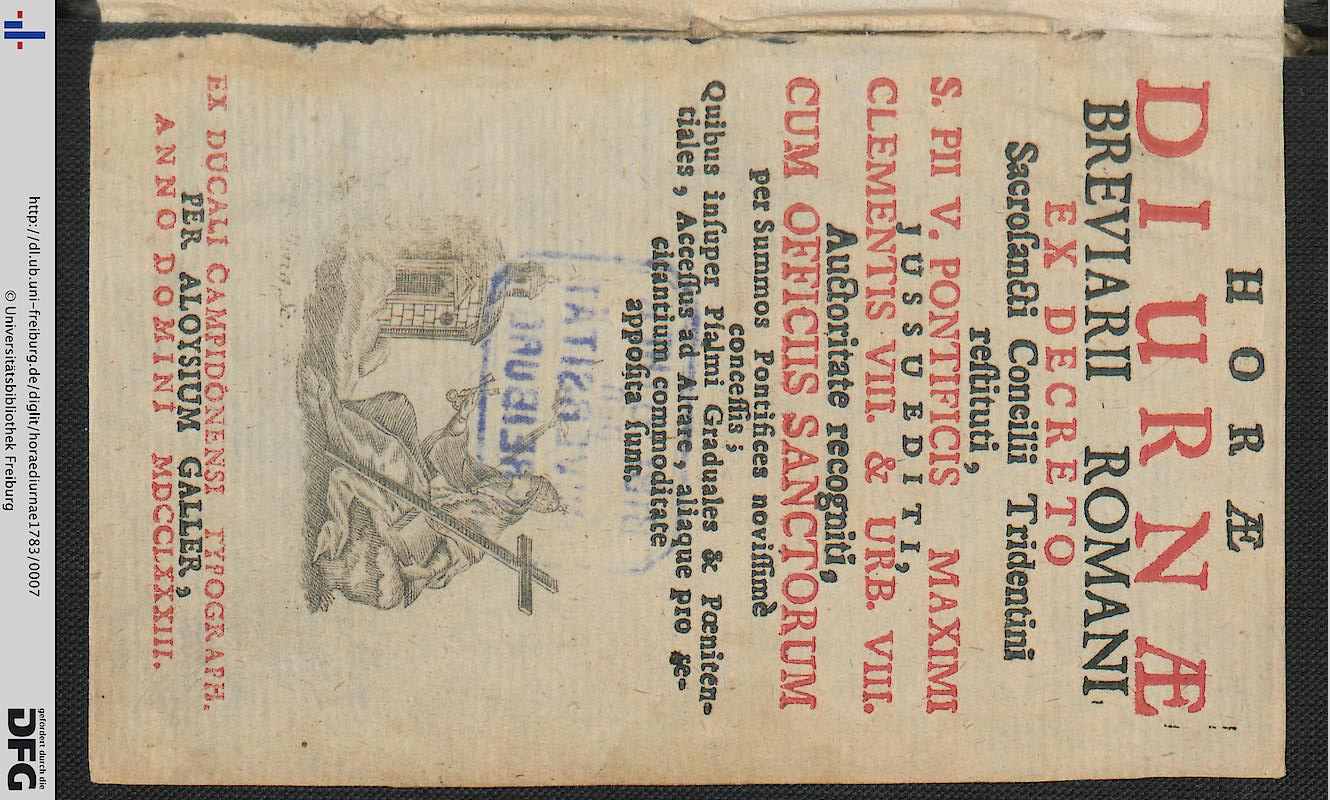 HORÆ
DIURNÆ
BREVIARII ROMANI
EX DECRETO
Sacroſancti Concilii Tridentini
reſtituti,
S. PII V. PONTIFICIS MAXIMI
JUSSU EDITI,
CLEMENTIS VIII. & URB. VIII.
Auctoritate recogniti,
CUM OFFICIIS SANCTORUM
per Summos Pontifices noviſſimè
conceſſis;
Quibus inſuper Pſalmi Graduales & Pœniten-
tiales, Acceſſus ad Altare, aliaque pro ſe-
citantium commoditate
appoſita ſunt.
EX DUCALI CAMPIDONENSI TYPOGRAPH.
PER ALOYSIUM GALLER,
ANNO DOMINI MDCCLXXXIII.
http://dl.ub.uni-freiburg.de/diglit/horaediurnae1783/0007
© Universitätsbibliothek Freiburg
gefördert durch die
DFG